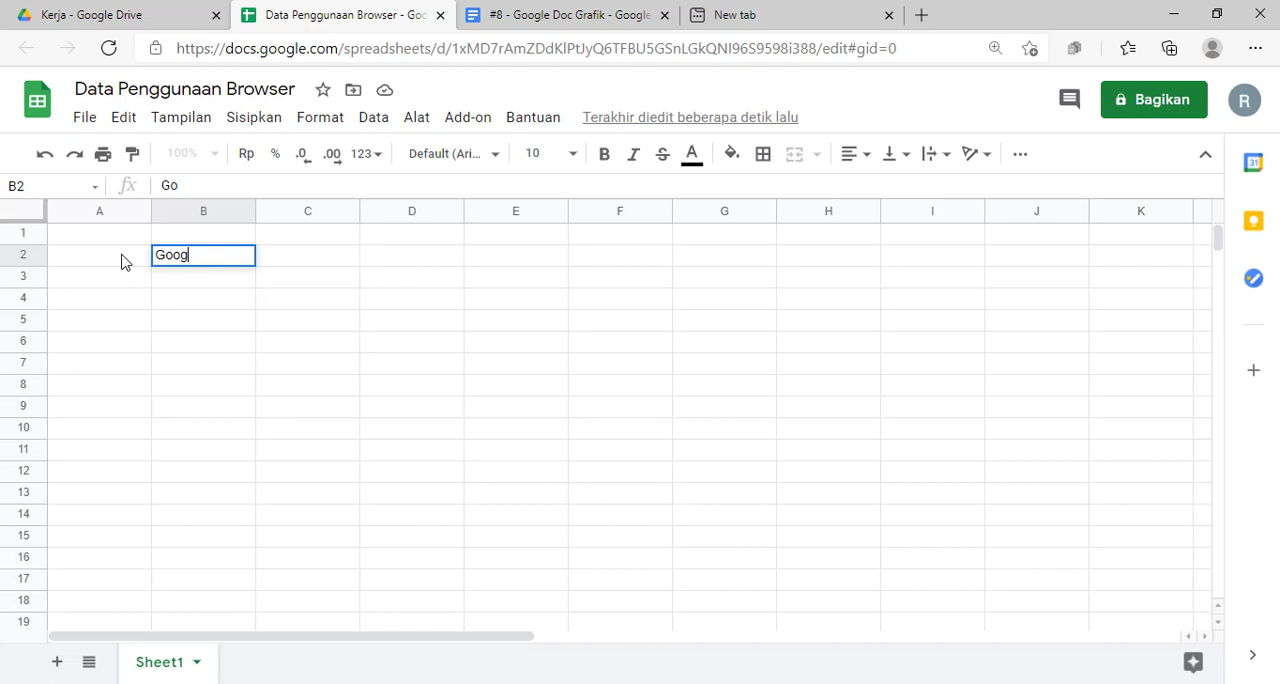 Kerja - Google Drive
Data Penggunaan Browser - Goo
#8 - Google Doc Grafik - Google
New tab
https://docs.google.com/spreadsheets/d/1xMD7rAmZDdKlPtJyQ6TFBU5GSnLGkQNI96S9598i388/edit#gid=0
Data Penggunaan Browser
Bagikan
R
File Edit Tampilan Sisipkan Format Data Alat Add-on Bantuan Terakhir diedit beberapa detik lalu
100% Rp % .0 .00 123 Default (Ari... 10 B I S A
31
B2 fx Go
A B C D E F G H I J K
1
2 Goog
3
4
5
6
7
8
9
10
11
12
13
14
15
16
17
18
19
Sheet1